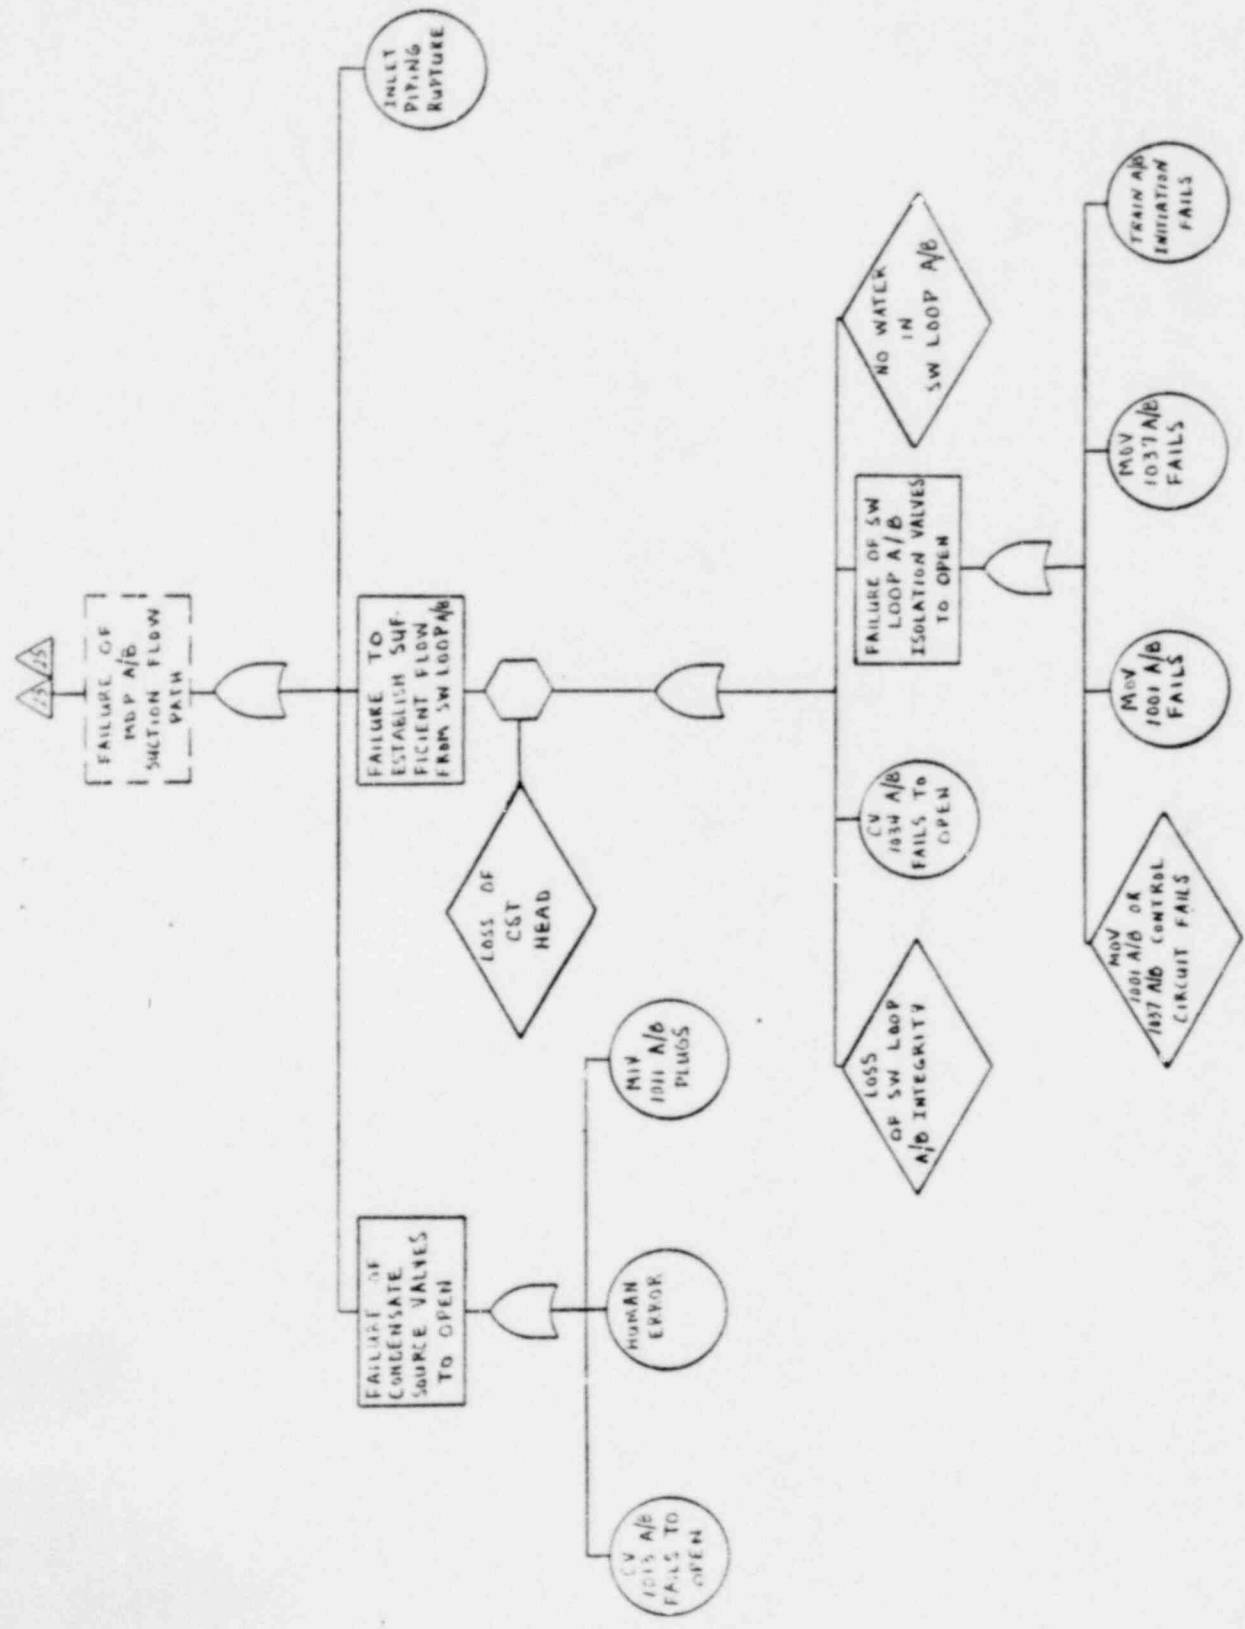 25 25
FAILURE OF
MDP A/B
SUCTION FLOW
PATH
FAILURE OF
CONDENSATE
SOURCE VALVES
TO OPEN
FAILURE TO
ESTABLISH SUF-
FICIENT FLOW
FROM SW LOOP A/B
INLET
PIPING
RUPTURE
LOSS OF
CST
HEAD
CV
1013 A/B
FAILS TO
OPEN
HUMAN
ERROR
MIV
1011 A/B
PLUGS
LOSS
OF SW LOOP
A/B INTEGRITY
CV
1034 A/B
FAILS TO
OPEN
FAILURE OF SW
LOOP A/B
ISOLATION VALVES
TO OPEN
NO WATER
IN
SW LOOP A/B
MOV
1001 A/B OR
1037 A/B CONTROL
CIRCUIT FAILS
MOV
1001 A/B
FAILS
MOV
1037 A/B
FAILS
TRAIN A/B
INITIATION
FAILS